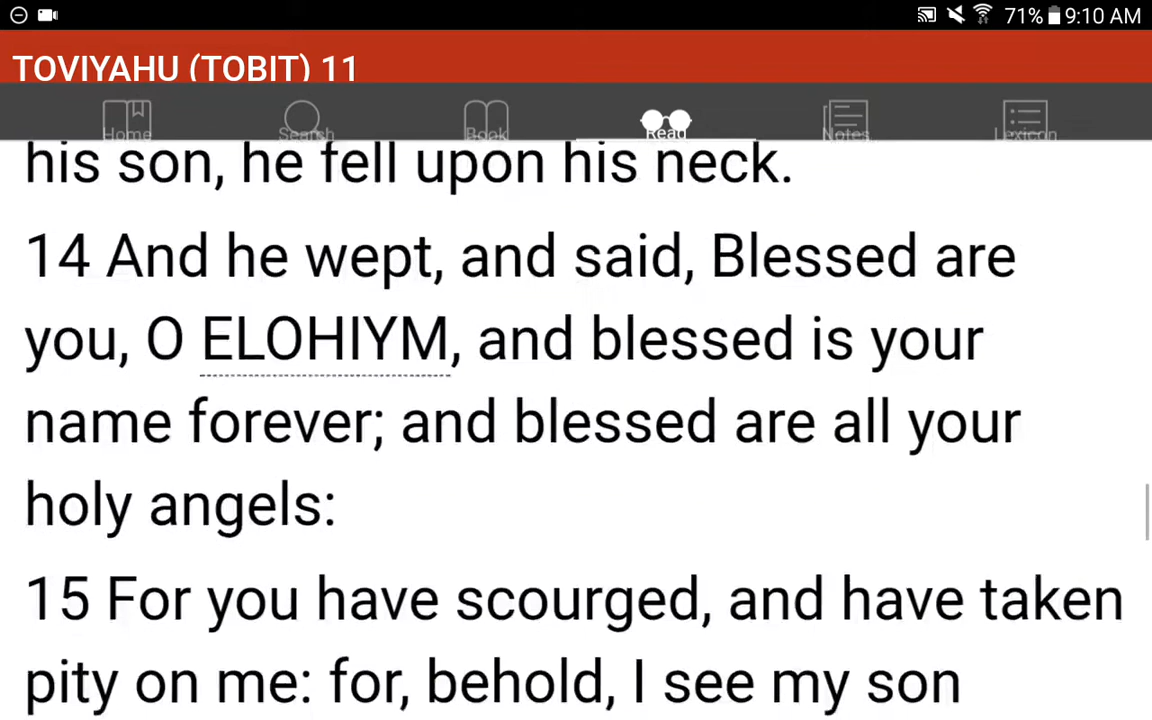 71% 9:10 AM
TOVIYAHU (TOBIT) 11
Home Search Book Read Notes Lexicon
his son, he fell upon his neck.
14 And he wept, and said, Blessed are
you, O ELOHIYM, and blessed is your
name forever; and blessed are all your
holy angels:
15 For you have scourged, and have taken
pity on me: for, behold, I see my son